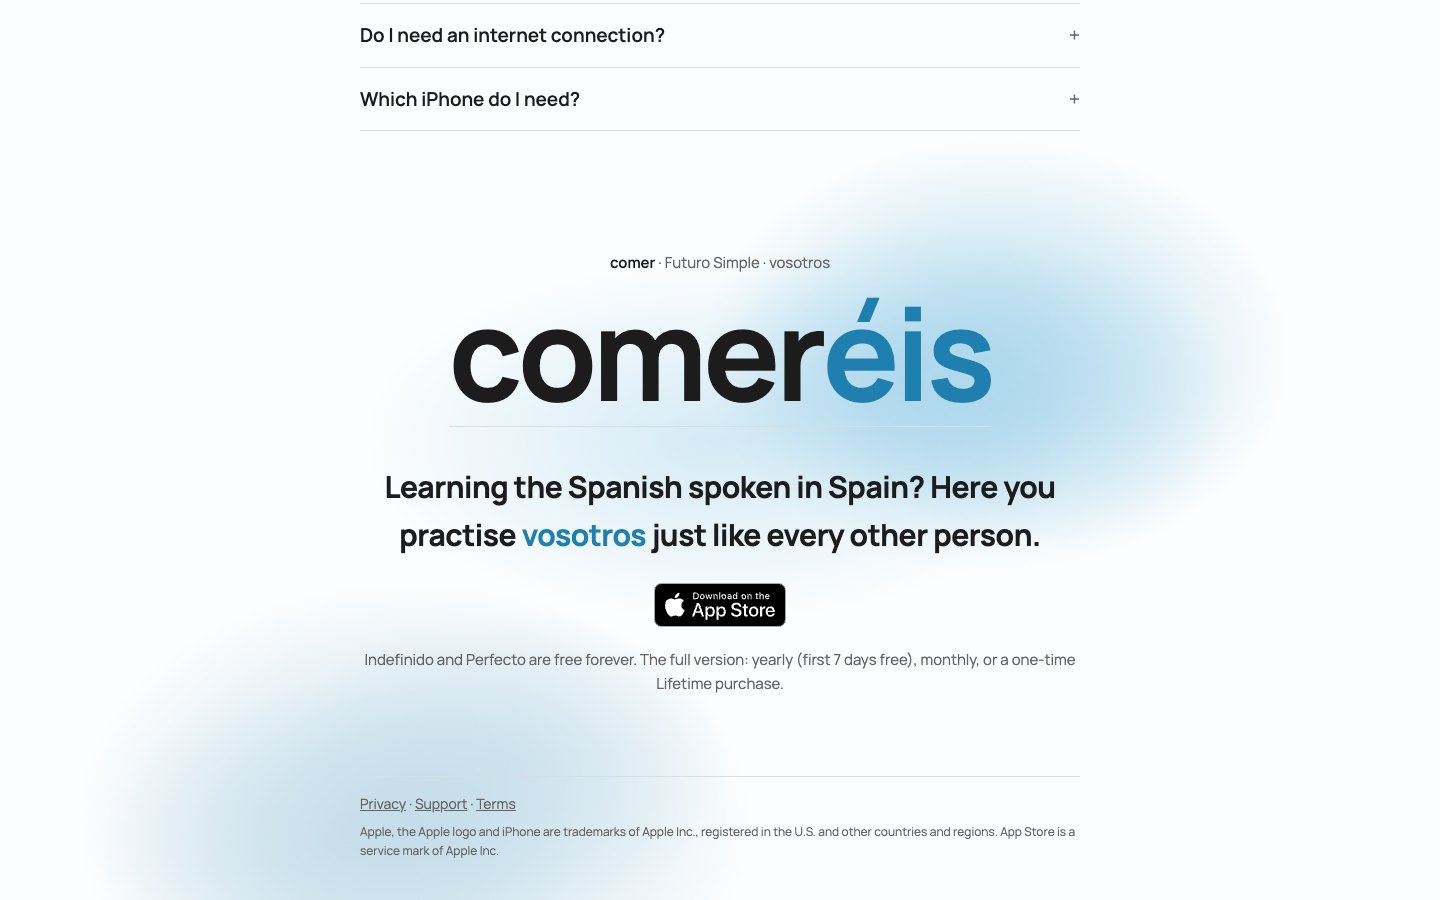 Do I need an internet connection? +
Which iPhone do I need? +
comer · Futuro Simple · vosotros
comeréis
Learning the Spanish spoken in Spain? Here you
practise vosotros just like every other person.
Download on the
App Store
Indefinido and Perfecto are free forever. The full version: yearly (first 7 days free), monthly, or a one-time
Lifetime purchase.
Privacy · Support · Terms
Apple, the Apple logo and iPhone are trademarks of Apple Inc., registered in the U.S. and other countries and regions. App Store is a
service mark of Apple Inc.